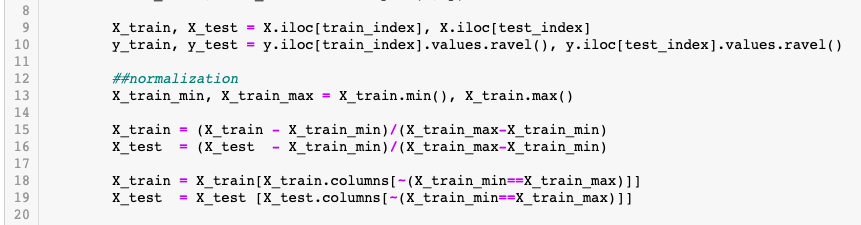 8
9 X_train, X_test = X.iloc[train_index], X.iloc[test_index]
10 y_train, y_test = y.iloc[train_index].values.ravel(), y.iloc[test_index].values.ravel()
11
12 ##normalization
13 X_train_min, X_train_max = X_train.min(), X_train.max()
14
15 X_train = (X_train - X_train_min)/(X_train_max-X_train_min)
16 X_test  = (X_test  - X_train_min)/(X_train_max-X_train_min)
17
18 X_train = X_train[X_train.columns[~(X_train_min==X_train_max)]]
19 X_test  = X_test [X_test.columns[~(X_train_min==X_train_max)]]
20